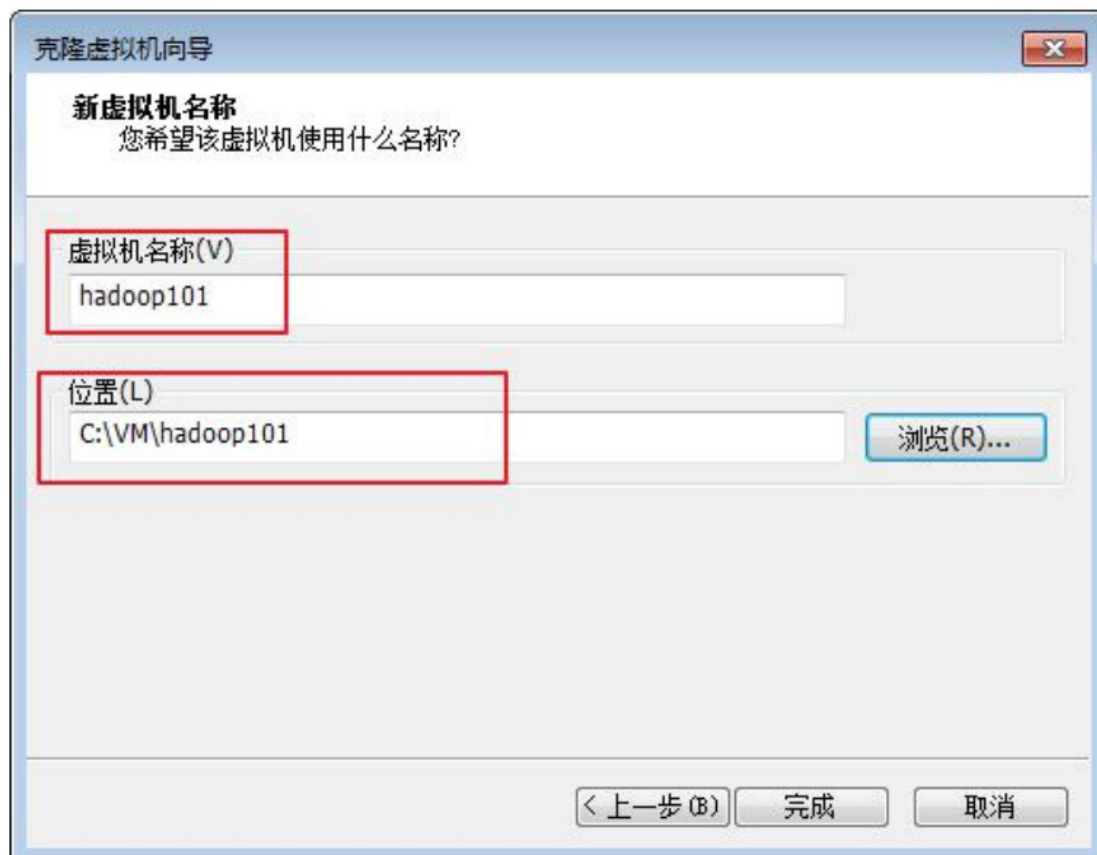 克隆虚拟机向导
新虚拟机名称
您希望该虚拟机使用什么名称?
虚拟机名称(V)
hadoop101
位置(L)
C:\VM\hadoop101
浏览(R)...
< 上一步(B)
完成
取消